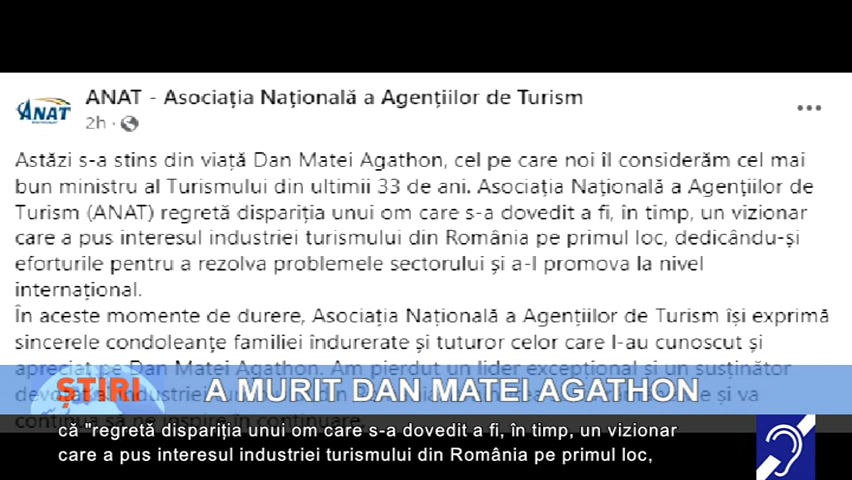 ANAT
ANAT - Asociația Națională a Agențiilor de Turism
2h
Astăzi s-a stins din viață Dan Matei Agathon, cel pe care noi îl considerăm cel mai
bun ministru al Turismului din ultimii 33 de ani. Asociația Națională a Agențiilor de
Turism (ANAT) regretă dispariția unui om care s-a dovedit a fi, în timp, un vizionar
care a pus interesul industriei turismului din România pe primul loc, dedicându-și
eforturile pentru a rezolva problemele sectorului și a-l promova la nivel
internațional.
În aceste momente de durere, Asociația Națională a Agențiilor de Turism își exprimă
sincerele condoleanțe familiei îndurerate și tuturor celor care l-au cunoscut și
apreciat pe Dan Matei Agathon. Am pierdut un lider excepțional și un susținător
ȘTIRI
A MURIT DAN MATEI AGATHON
continua să ne inspire în continuare.
că "regretă dispariția unui om care s-a dovedit a fi, în timp, un vizionar
care a pus interesul industriei turismului din România pe primul loc,